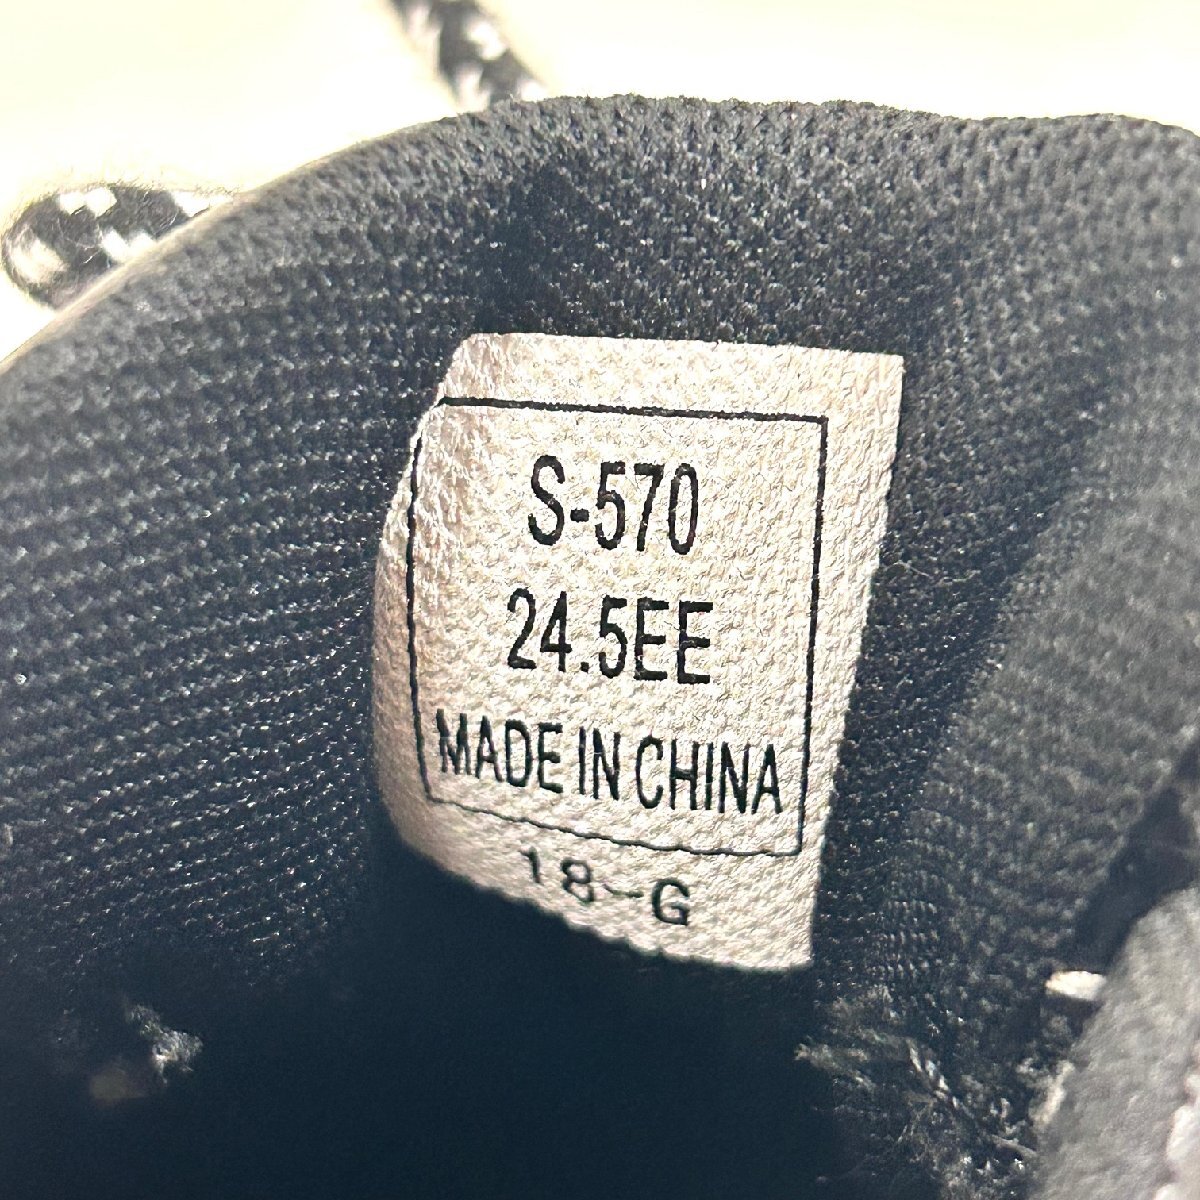 S-570
24.5EE
MADE IN CHINA
18-G